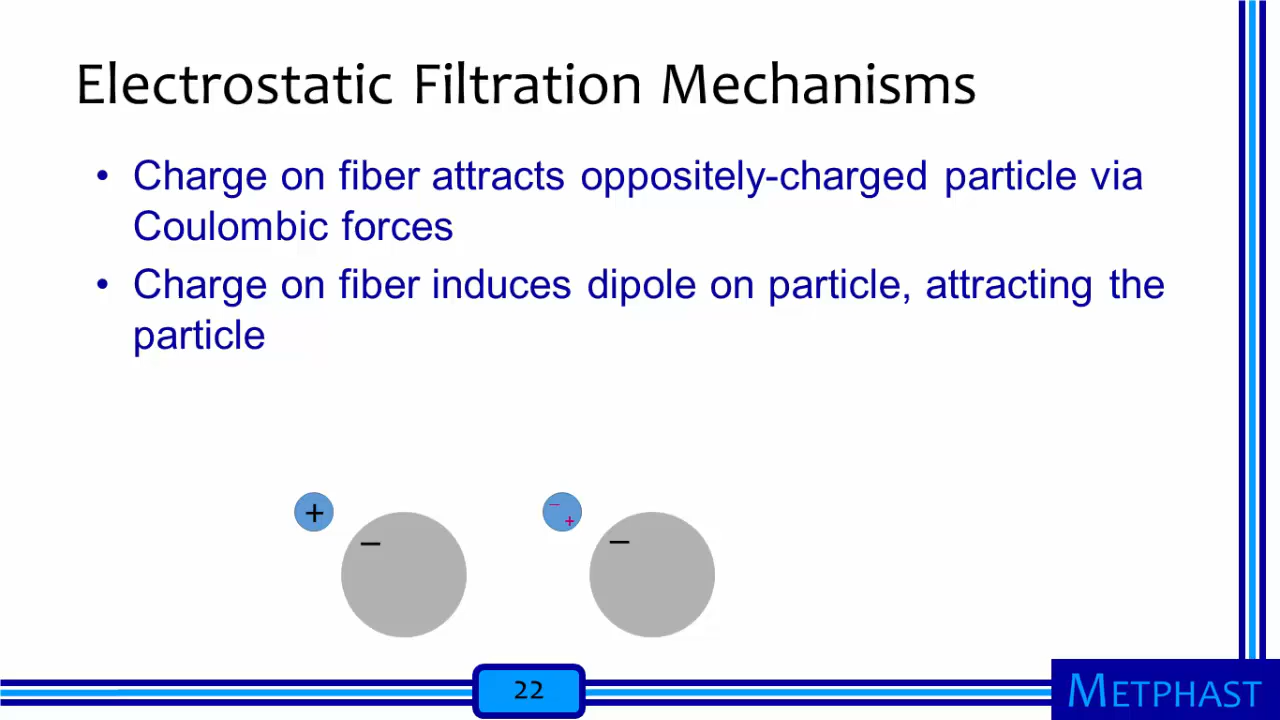 Electrostatic Filtration Mechanisms
• Charge on fiber attracts oppositely-charged particle via
Coulombic forces
• Charge on fiber induces dipole on particle, attracting the
particle
+
–
–
+
–
22
METPHAST